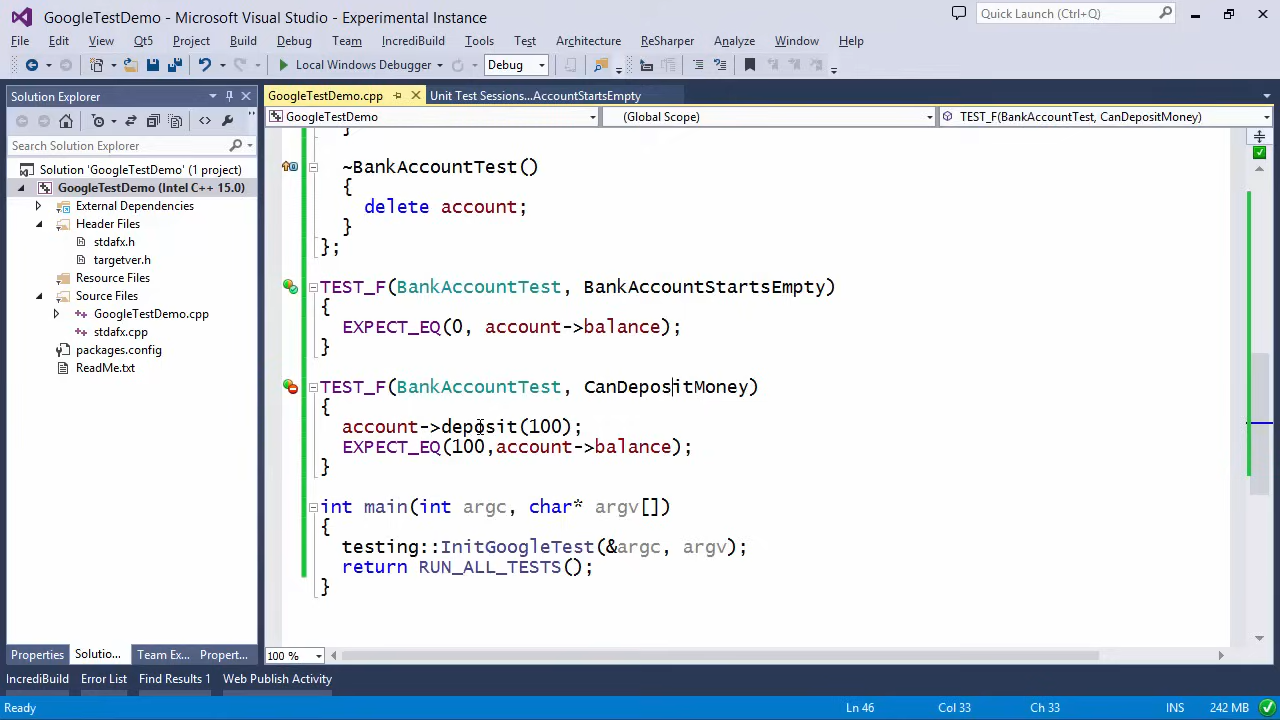 GoogleTestDemo - Microsoft Visual Studio - Experimental Instance
Quick Launch (Ctrl+Q)
File Edit View Qt5 Project Build Debug Team IncrediBuild Tools Test Architecture ReSharper Analyze Window Help
Local Windows Debugger Debug
Solution Explorer
Search Solution Explorer
Solution 'GoogleTestDemo' (1 project)
GoogleTestDemo (Intel C++ 15.0)
External Dependencies
Header Files
stdafx.h
targetver.h
Resource Files
Source Files
GoogleTestDemo.cpp
stdafx.cpp
packages.config
ReadMe.txt
Properties Solutio... Team Ex... Propert...
GoogleTestDemo.cpp Unit Test Sessions...AccountStartsEmpty
GoogleTestDemo (Global Scope) TEST_F(BankAccountTest, CanDepositMoney)
}
~BankAccountTest()
{
delete account;
}
};
TEST_F(BankAccountTest, BankAccountStartsEmpty)
{
EXPECT_EQ(0, account->balance);
}
TEST_F(BankAccountTest, CanDepositMoney)
{
account->deposit(100);
EXPECT_EQ(100,account->balance);
}
int main(int argc, char* argv[])
{
testing::InitGoogleTest(&argc, argv);
return RUN_ALL_TESTS();
}
100 %
IncrediBuild Error List Find Results 1 Web Publish Activity
Ready Ln 46 Col 33 Ch 33 INS 242 MB